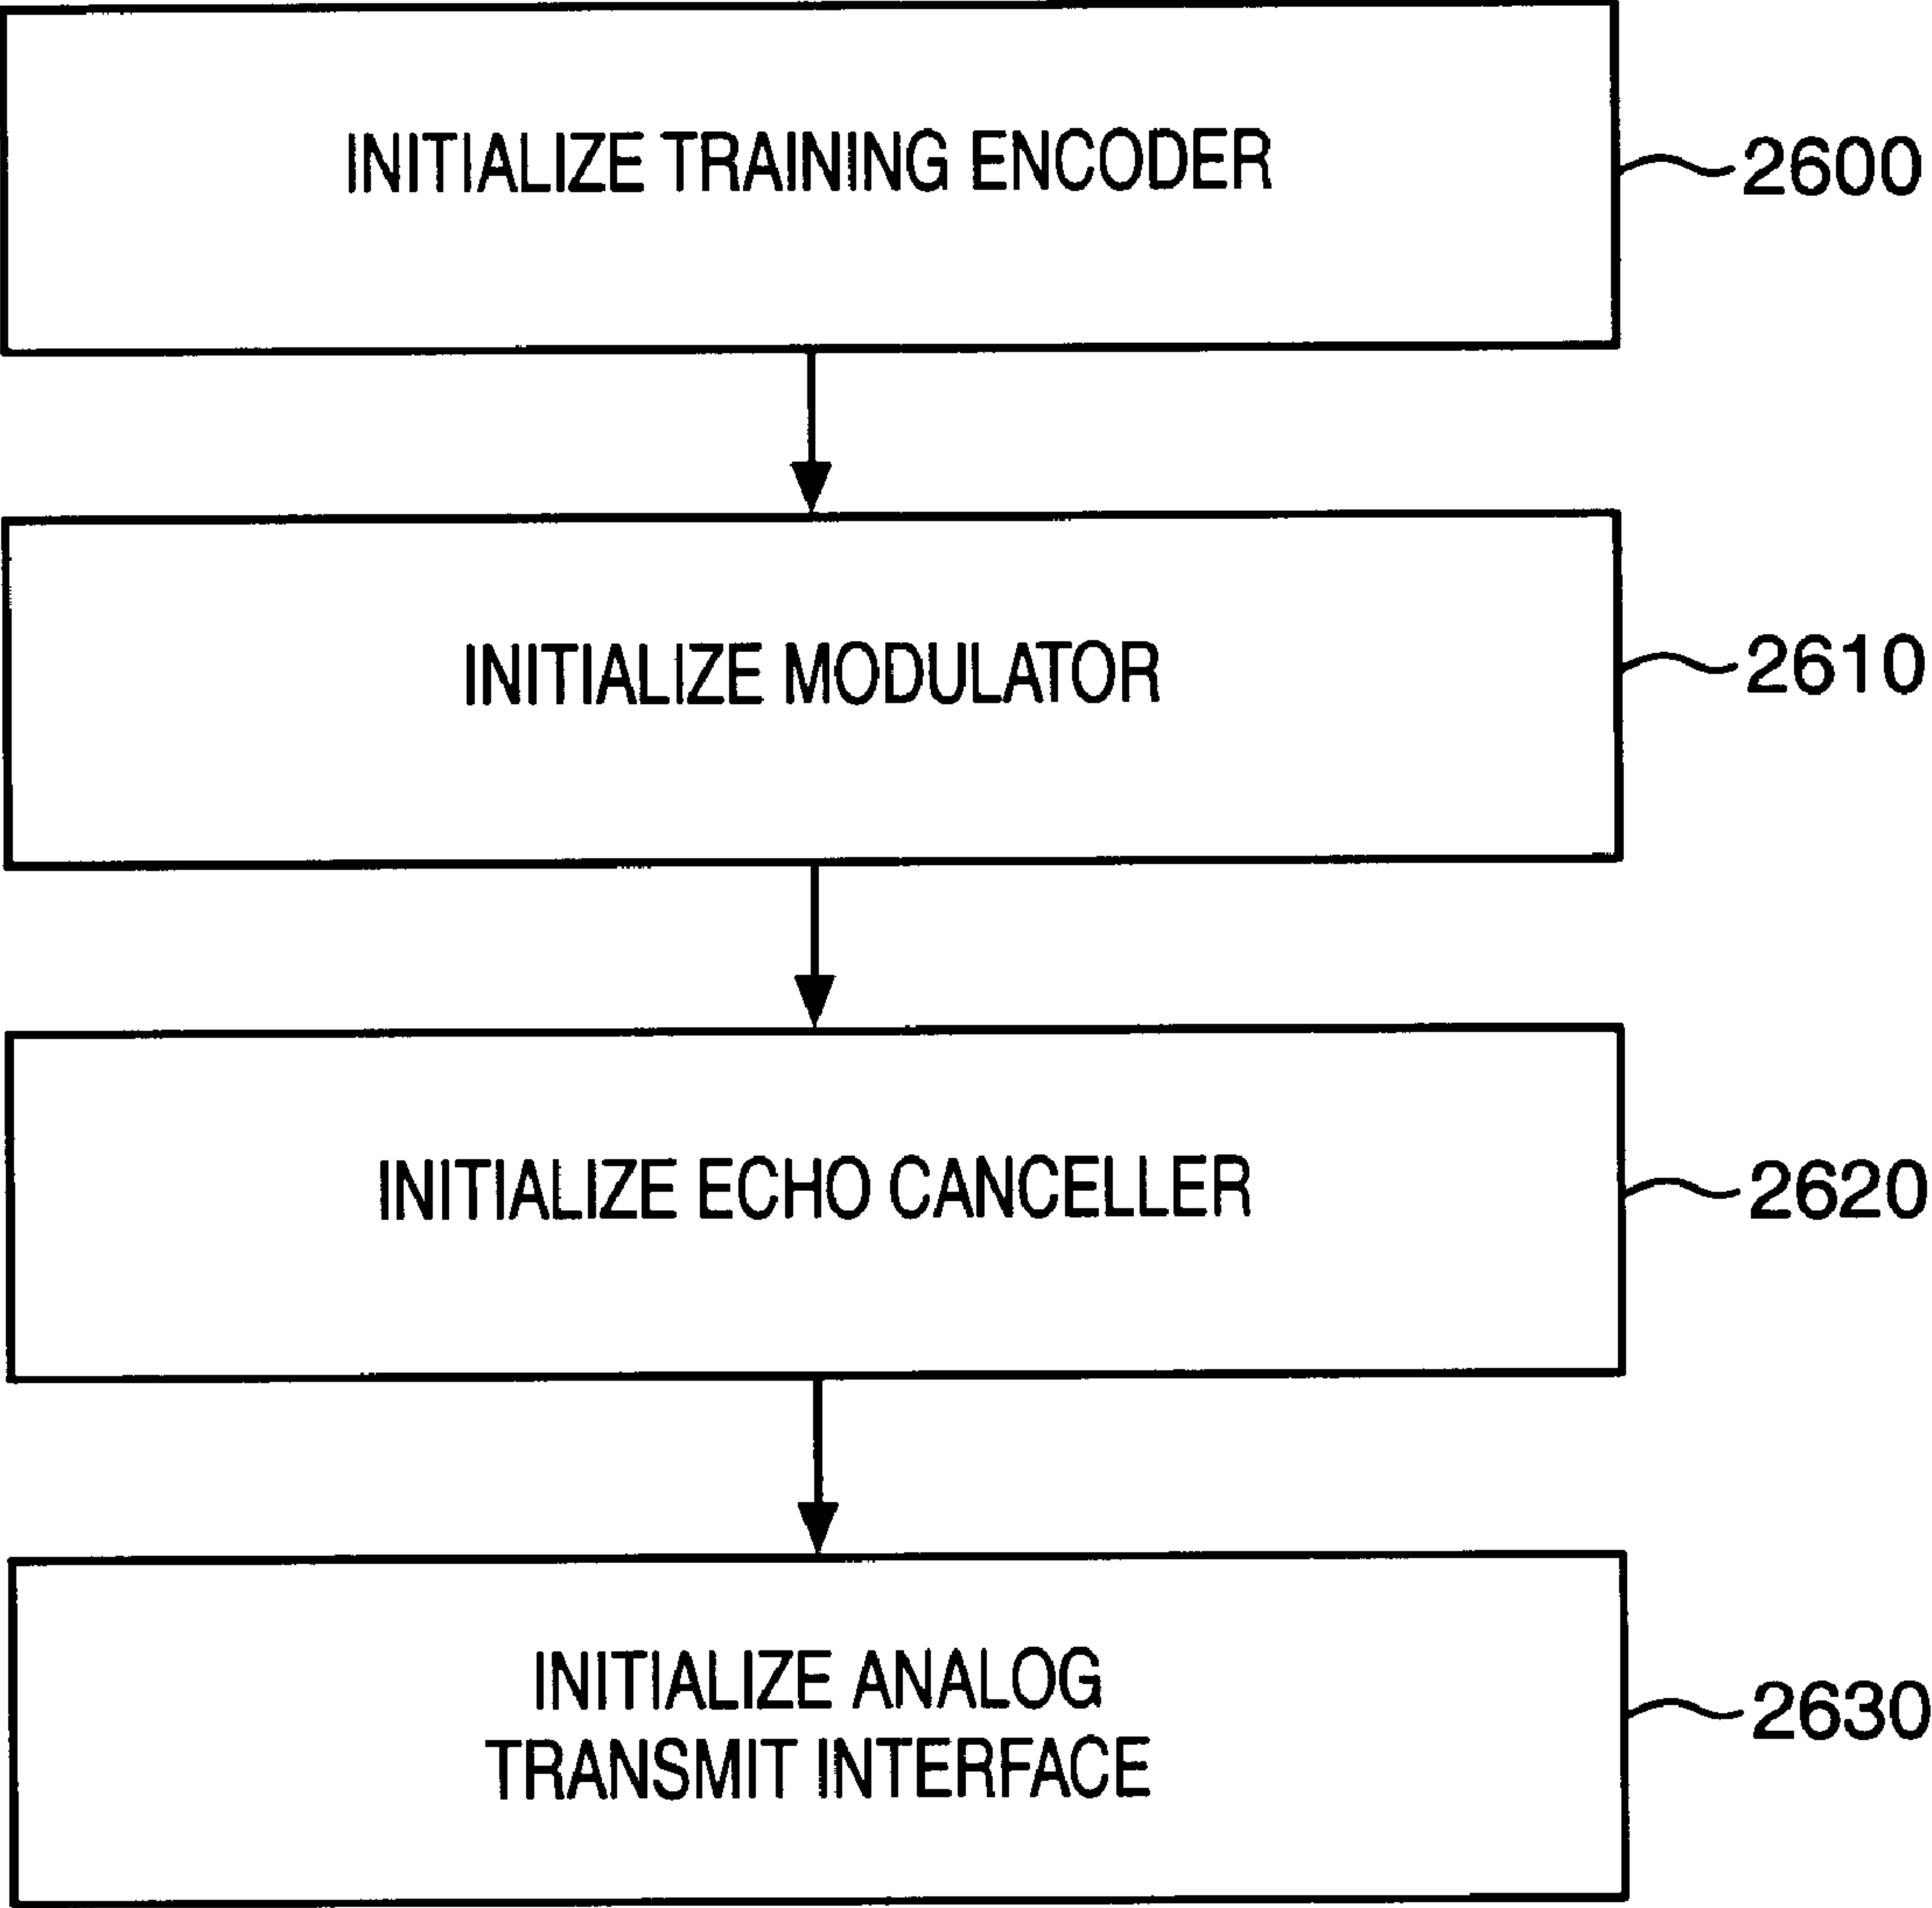 INITIALIZE TRAINING ENCODER
2600
INITIALIZE MODULATOR
2610
INITIALIZE ECHO CANCELLER
2620
INITIALIZE ANALOG
TRANSMIT INTERFACE
2630